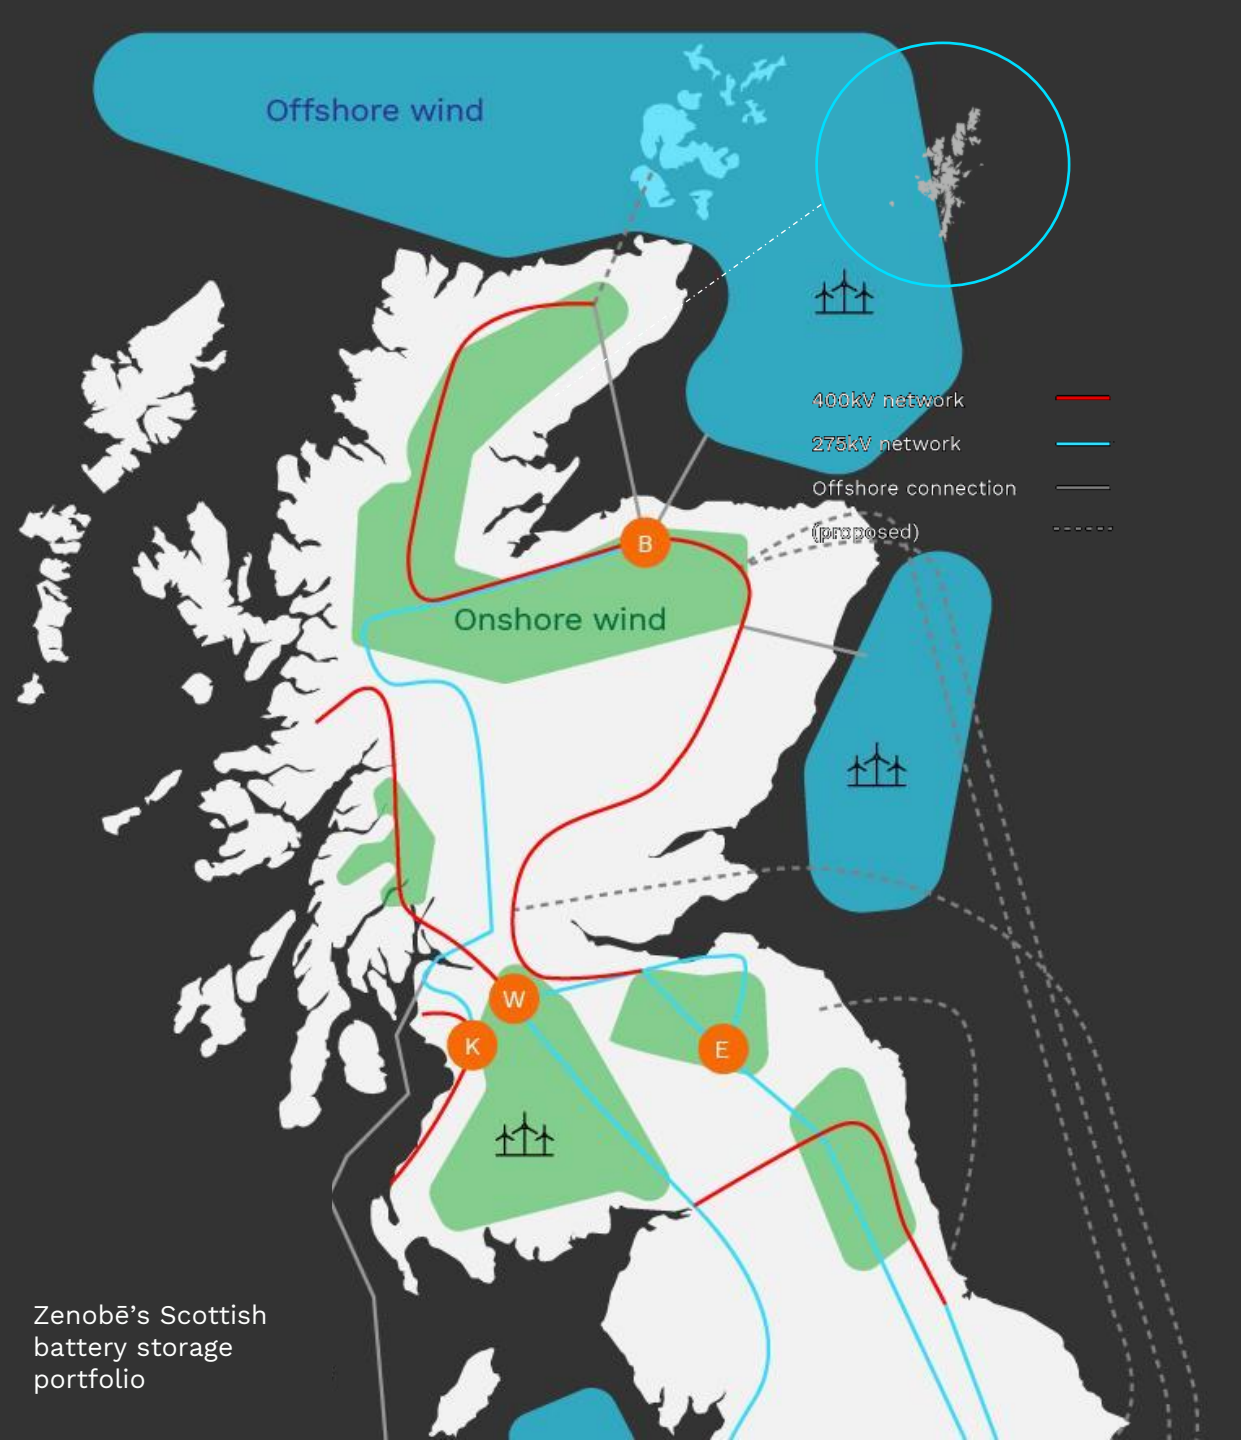 Offshore wind
400kV network
275kV network
Offshore connection
(proposed)
B
Onshore wind
W
K
E
Zenobē’s Scottish
battery storage
portfolio